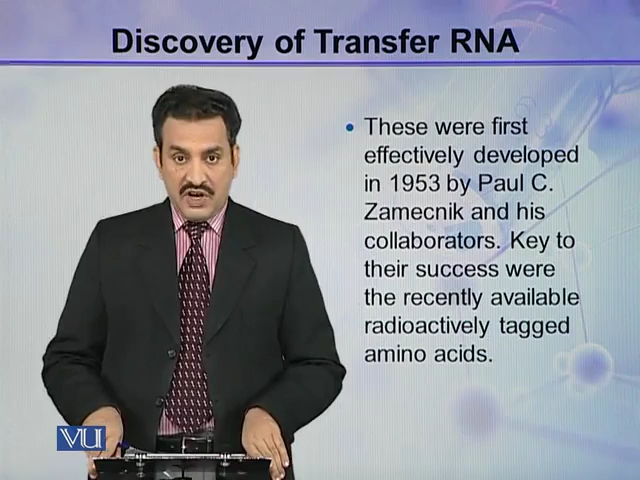 Discovery of Transfer RNA
• These were first
effectively developed
in 1953 by Paul C.
Zamecnik and his
collaborators. Key to
their success were
the recently available
radioactively tagged
amino acids.
VU